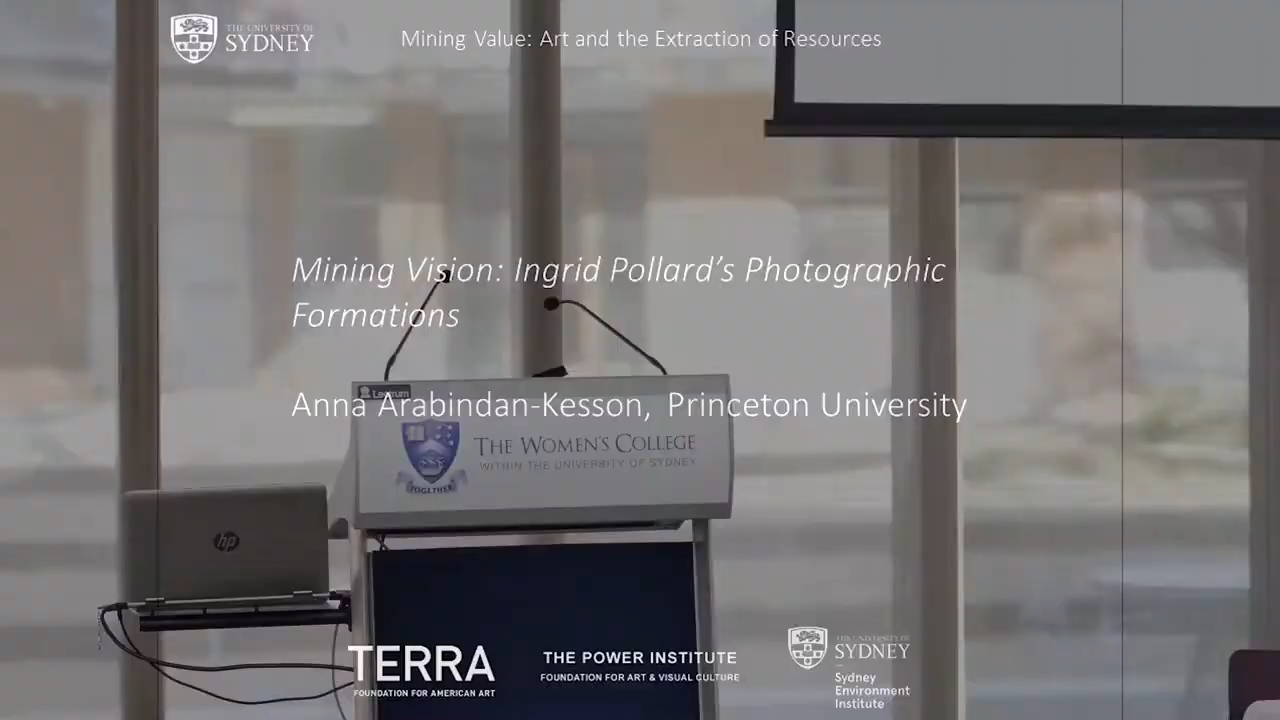 THE UNIVERSITY OF
SYDNEY
Mining Value: Art and the Extraction of Resources
Mining Vision: Ingrid Pollard’s Photographic
Formations
Lectrum
Anna Arabindan-Kesson, Princeton University
THE WOMEN'S COLLEGE
WITHIN THE UNIVERSITY OF SYDNEY
TOGETHER
hp
TERRA
FOUNDATION FOR AMERICAN ART
THE POWER INSTITUTE
FOUNDATION FOR ART & VISUAL CULTURE
THE UNIVERSITY OF
SYDNEY
Sydney
Environment
Institute